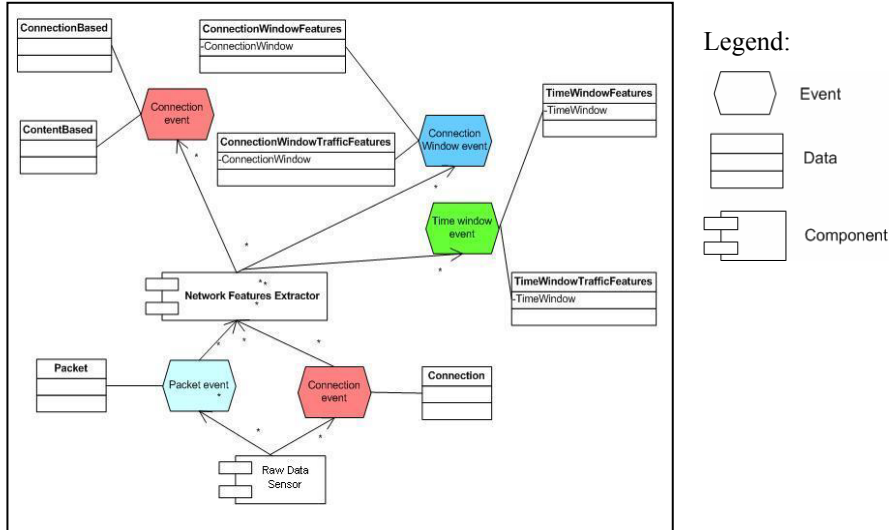 ConnectionBased
ConnectionWindowFeatures
-ConnectionWindow
Connection
event
ContentBased
ConnectionWindowTrafficFeatures
-ConnectionWindow
Connection
Window event
TimeWindowFeatures
-TimeWindow
Time window
event
TimeWindowTrafficFeatures
-TimeWindow
*
*
*
*
*
*
*
Network Features Extractor
*
*
*
Packet
Packet event
*
Connection
event
Connection
*
*
Raw Data
Sensor
Legend:
Event
Data
Component